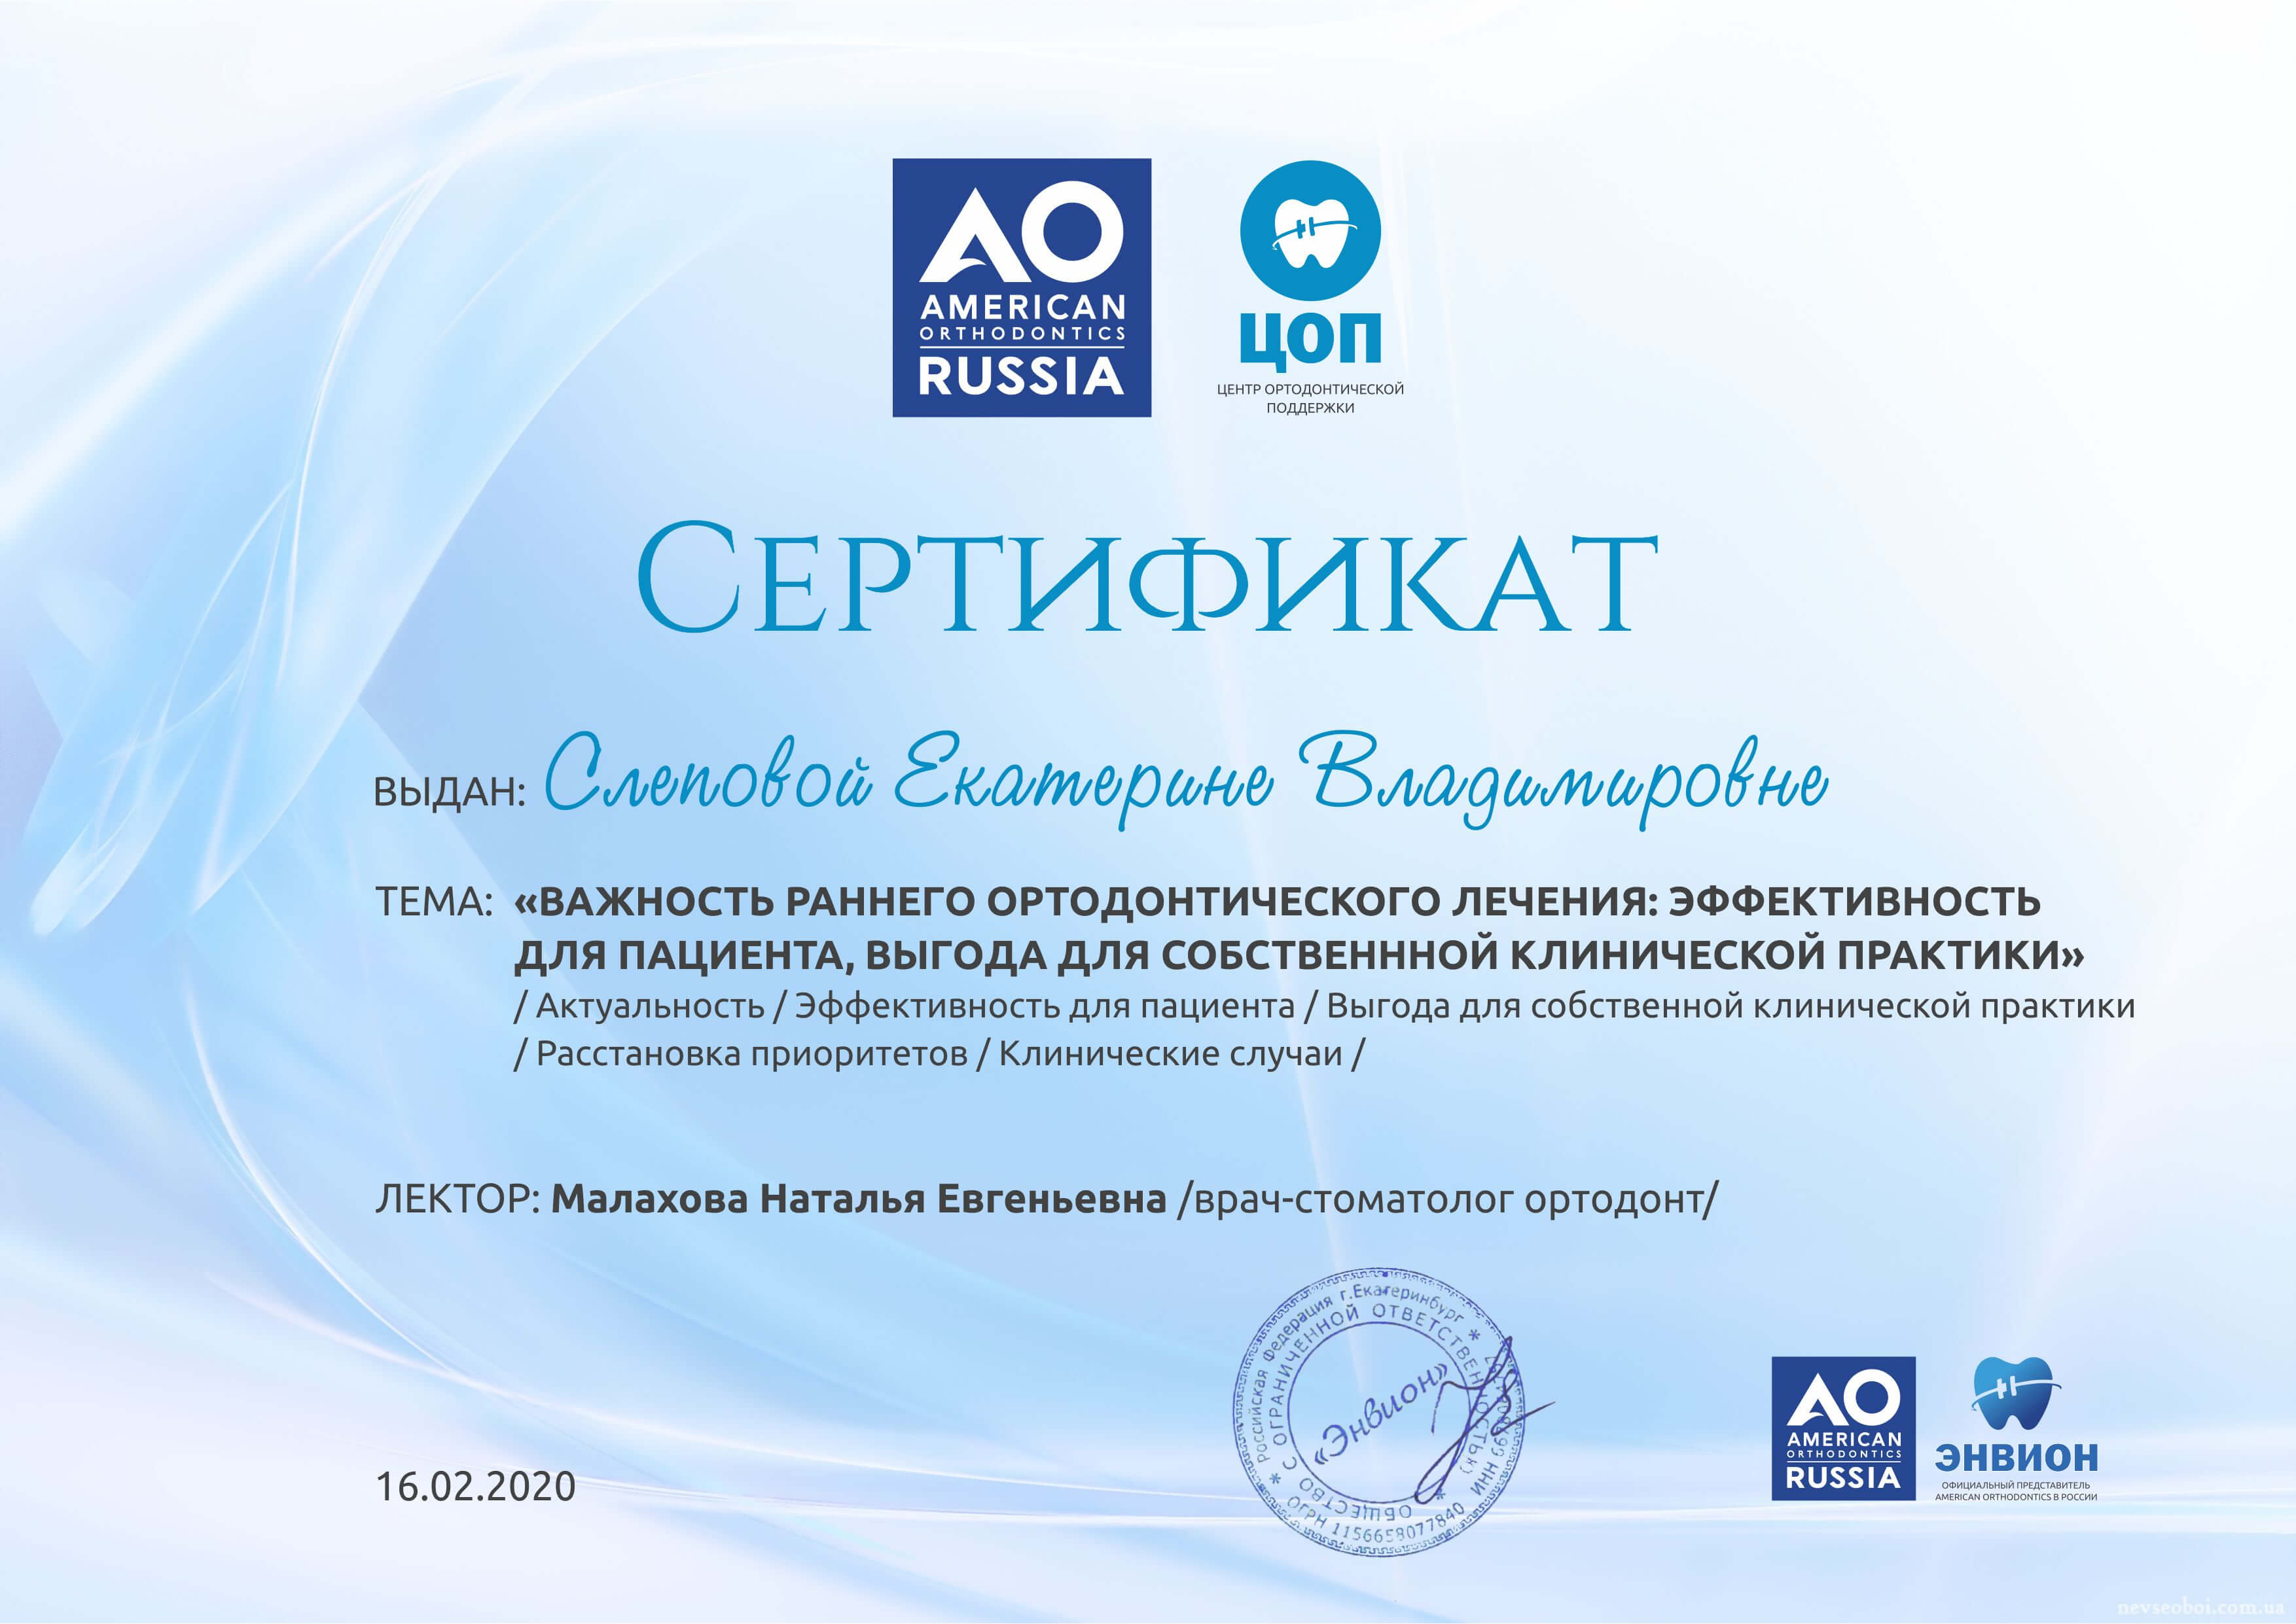 AO
AMERICAN
ORTHODONTICS
RUSSIA
ЦОП
ЦЕНТР ОРТОДОНТИЧЕСКОЙ
ПОДДЕРЖКИ
СЕРТИФИКАТ
ВЫДАН: Слеповой Екатерине Владимировне
ТЕМА: «ВАЖНОСТЬ РАННЕГО ОРТОДОНТИЧЕСКОГО ЛЕЧЕНИЯ: ЭФФЕКТИВНОСТЬ
ДЛЯ ПАЦИЕНТА, ВЫГОДА ДЛЯ СОБСТВЕНННОЙ КЛИНИЧЕСКОЙ ПРАКТИКИ»
/ Актуальность / Эффективность для пациента / Выгода для собственной клинической практики
/ Расстановка приоритетов / Клинические случаи /
ЛЕКТОР: Малахова Наталья Евгеньевна /врач-стоматолог ортодонт/
Российская Федерация г.Екатеринбург
ОБЩЕСТВО С ОГРАНИЧЕННОЙ ОТВЕТСТВЕННОСТЬЮ
«Энвион»
ОГРН 1156658077840
ИНН
16.02.2020
AO
AMERICAN
ORTHODONTICS
RUSSIA
ЭНВИОН
ОФИЦИАЛЬНЫЙ ПРЕДСТАВИТЕЛЬ
AMERICAN ORTHODONTICS В РОССИИ
nevseoboi.com.ua